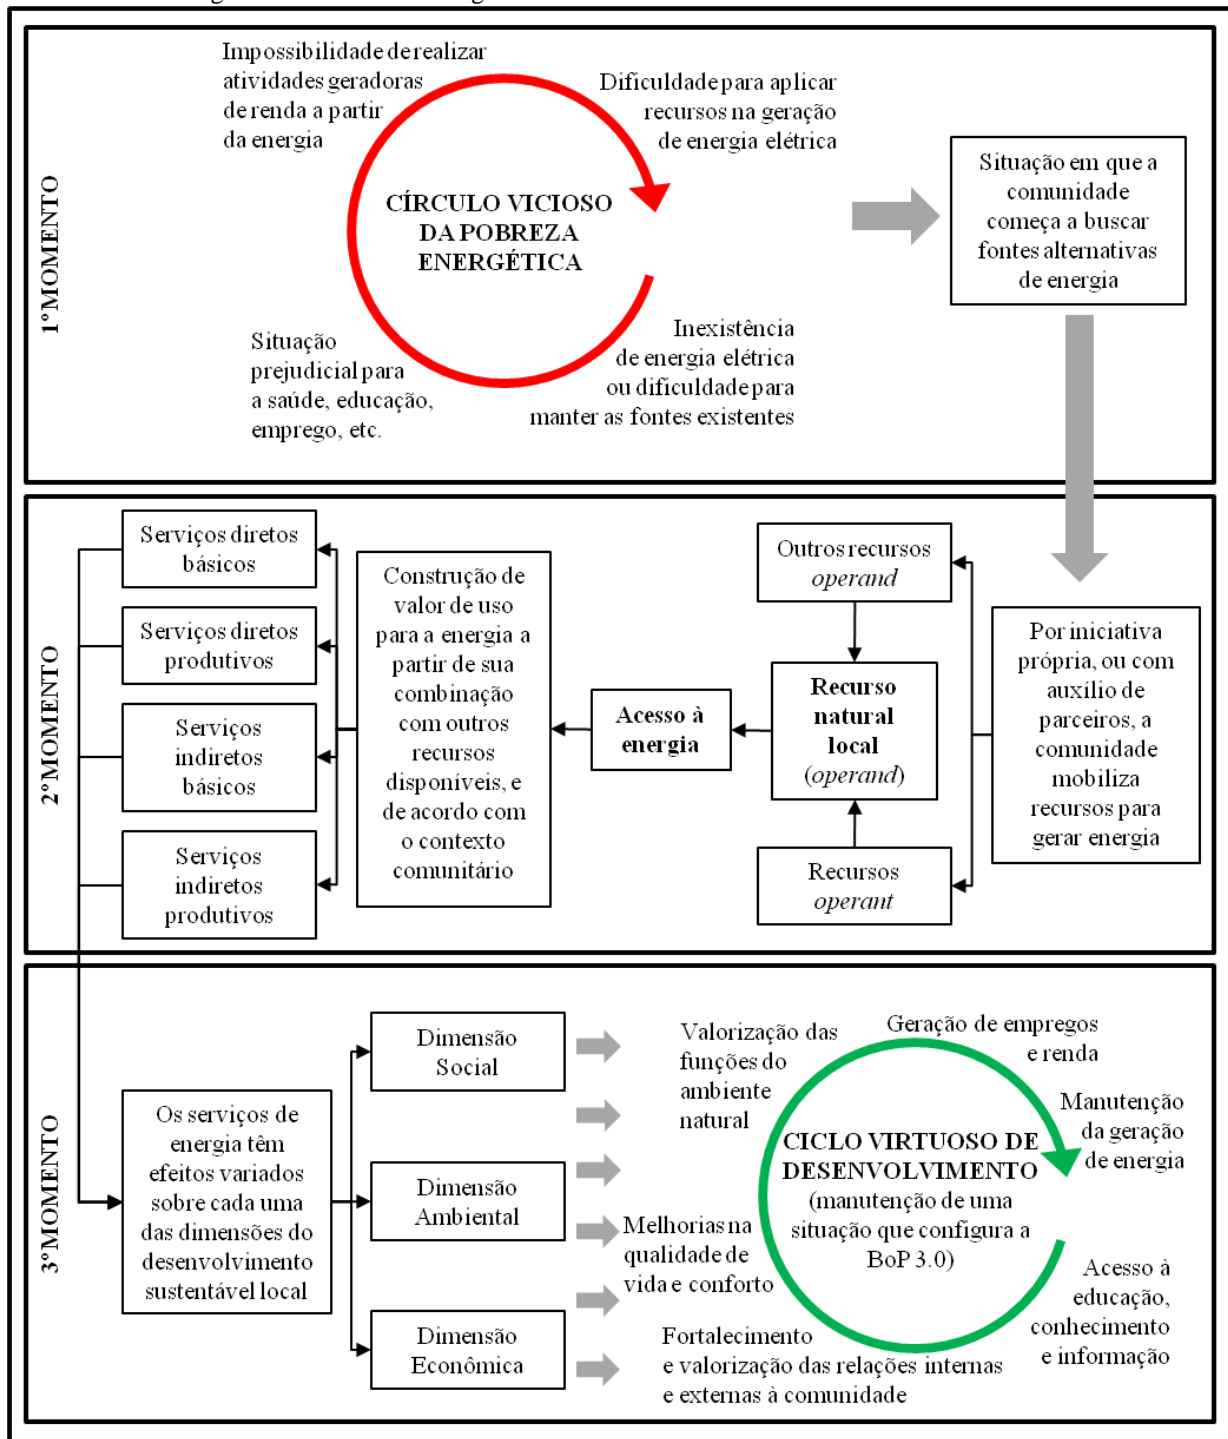 1º MOMENTO
Impossibilidade de realizar
atividades geradoras
de renda a partir
da energia
Dificuldade para aplicar
recursos na geração
de energia elétrica
CÍRCULO VICIOSO
DA POBREZA
ENERGÉTICA
Situação
prejudicial para
a saúde, educação,
emprego, etc.
Inexistência
de energia elétrica
ou dificuldade para
manter as fontes existentes
Situação em que a
comunidade
começa a buscar
fontes alternativas
de energia
2º MOMENTO
Serviços diretos
básicos
Serviços diretos
produtivos
Serviços
indiretos
básicos
Serviços
indiretos
produtivos
Construção de
valor de uso
para a energia a
partir de sua
combinação
com outros
recursos
disponíveis, e
de acordo com
o contexto
comunitário
Acesso à
energia
Outros recursos
operand
Recurso
natural
local
(operand)
Recursos
operant
Por iniciativa
própria, ou com
auxílio de
parceiros, a
comunidade
mobiliza
recursos para
gerar energia
3º MOMENTO
Os serviços de
energia têm
efeitos variados
sobre cada uma
das dimensões do
desenvolvimento
sustentável local
Dimensão
Social
Dimensão
Ambiental
Dimensão
Econômica
Valorização das
funções do
ambiente
natural
Geração de empregos
e renda
Manutenção
da geração
de energia
CICLO VIRTUOSO DE
DESENVOLVIMENTO
(manutenção de uma
situação que configura a
BoP 3.0)
Melhorias na
qualidade de
vida e conforto
Acesso à
educação,
conhecimento
e informação
Fortalecimento
e valorização das relações internas
e externas à comunidade